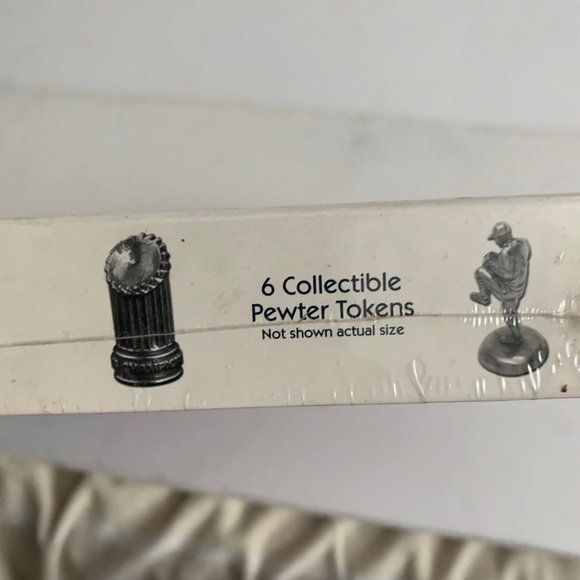 6 Collectible
Pewter Tokens
Not shown actual size